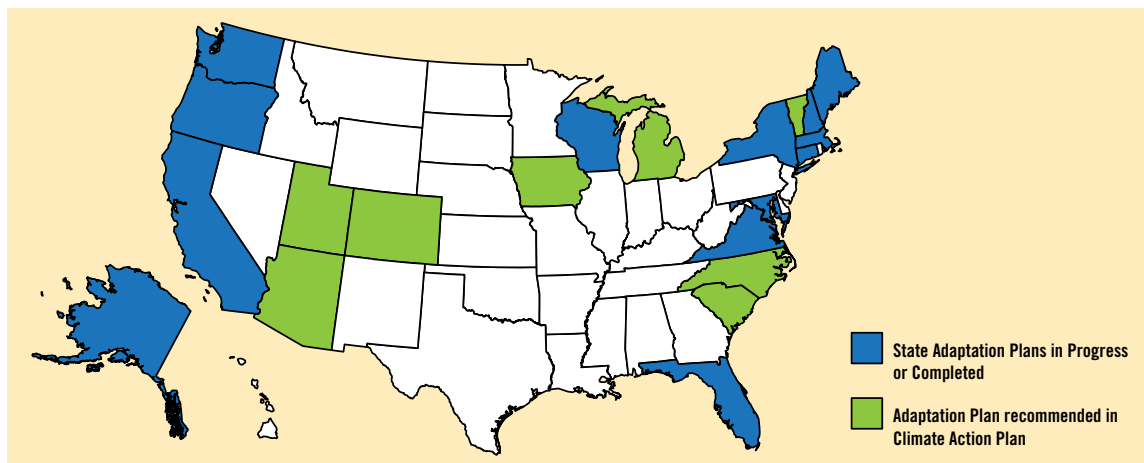 State Adaptation Plans in Progress
or Completed
Adaptation Plan recommended in
Climate Action Plan